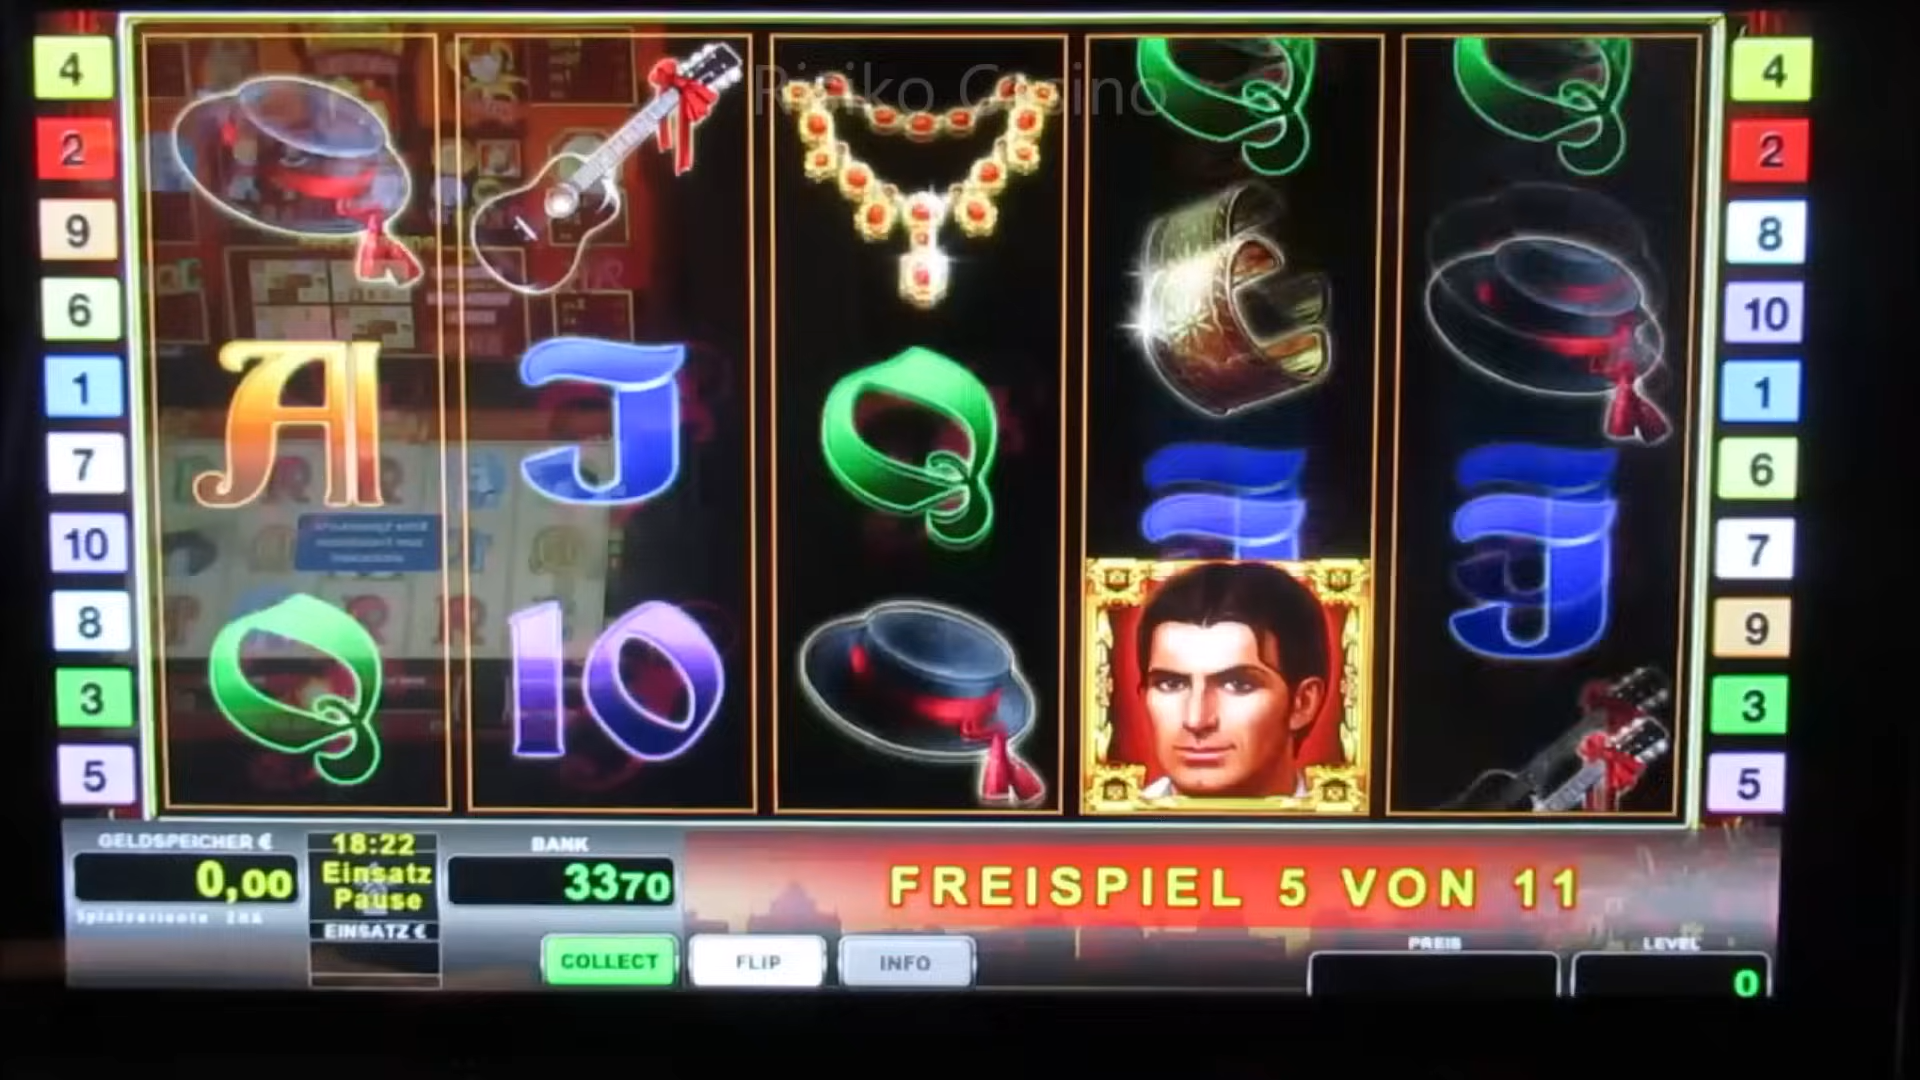 Risiko Casino
4
2
9
6
1
7
10
8
3
5
A
J
Q
Q
10
Q
Q
J
J
4
2
8
10
1
6
7
9
3
5
GELDSPEICHER €
0,00
18:22
Einsatz
Pause
EINSATZ €
BANK
3370
FREISPIEL 5 VON 11
COLLECT
FLIP
INFO
PREIS
LEVEL
0